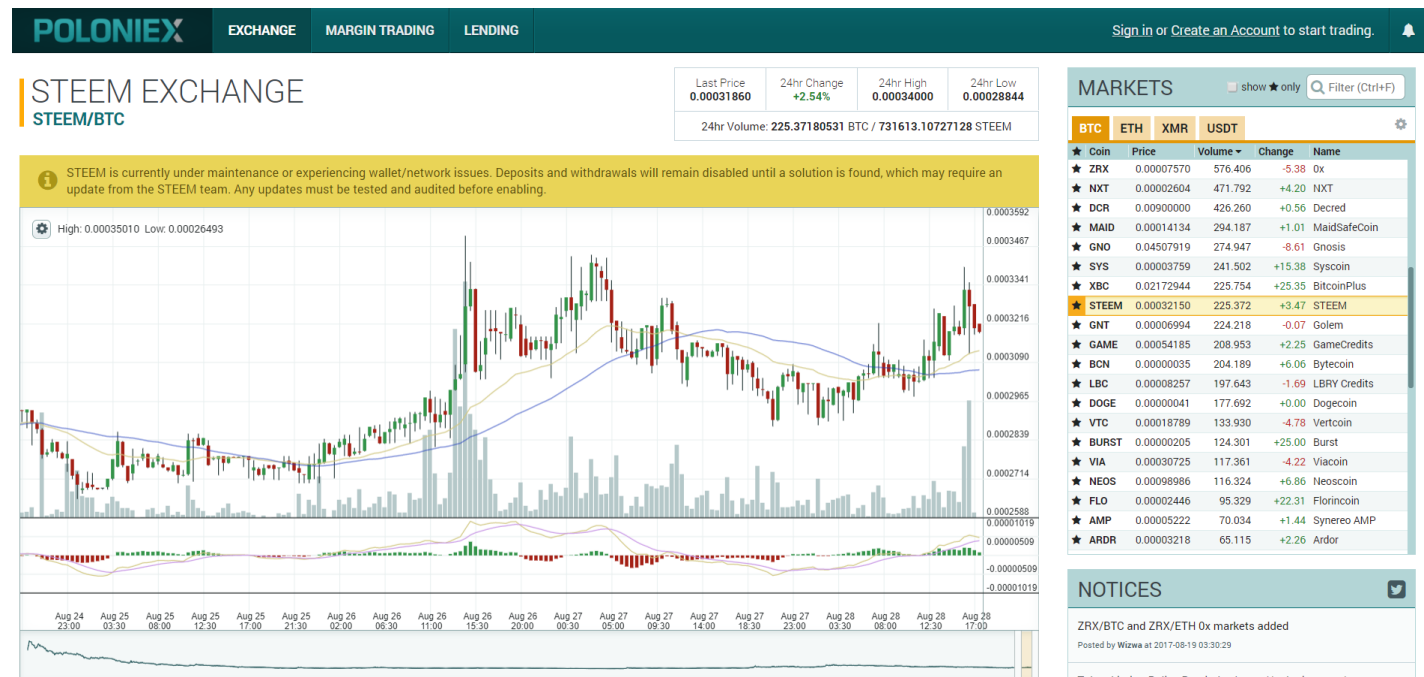 POLONIEX EXCHANGE MARGIN TRADING LENDING Sign in or Create an Account to start trading.
STEEM EXCHANGE
STEEM/BTC
Last Price 24hr Change 24hr High 24hr Low
0.00031860 +2.54% 0.00034000 0.00028844
24hr Volume: 225.37180531 BTC / 731613.10727128 STEEM
STEEM is currently under maintenance or experiencing wallet/network issues. Deposits and withdrawals will remain disabled until a solution is found, which may require an
update from the STEEM team. Any updates must be tested and audited before enabling.
High: 0.00035010 Low: 0.00026493
0.0003592
0.0003467
0.0003341
0.0003216
0.0003090
0.0002965
0.0002839
0.0002714
0.0002588
0.00001019
0.00000509
-0.00000509
-0.00001019
Aug 24 Aug 25 Aug 25 Aug 25 Aug 25 Aug 25 Aug 26 Aug 26 Aug 26 Aug 26 Aug 26 Aug 27 Aug 27 Aug 27 Aug 27 Aug 27 Aug 27 Aug 28 Aug 28 Aug 28 Aug 28
23:00 03:30 08:00 12:30 17:00 21:30 02:00 06:30 11:00 15:30 20:00 00:30 05:00 09:30 14:00 18:30 23:00 03:30 08:00 12:30 17:00
MARKETS show ★ only Filter (Ctrl+F)
BTC ETH XMR USDT
★ Coin Price Volume Change Name
★ ZRX 0.00007570 576.406 -5.38 0x
★ NXT 0.00002604 471.792 +4.20 NXT
★ DCR 0.00900000 426.260 +0.56 Decred
★ MAID 0.00014134 294.187 +1.01 MaidSafeCoin
★ GNO 0.04507919 274.947 -8.61 Gnosis
★ SYS 0.00003759 241.502 +15.38 Syscoin
★ XBC 0.02172944 225.754 +25.35 BitcoinPlus
★ STEEM 0.00032150 225.372 +3.47 STEEM
★ GNT 0.00006994 224.218 -0.07 Golem
★ GAME 0.00054185 208.953 +2.25 GameCredits
★ BCN 0.00000035 204.189 +6.06 Bytecoin
★ LBC 0.00008257 197.643 -1.69 LBRY Credits
★ DOGE 0.00000041 177.692 +0.00 Dogecoin
★ VTC 0.00018789 133.930 -4.78 Vertcoin
★ BURST 0.00000205 124.301 +25.00 Burst
★ VIA 0.00030725 117.361 -4.22 Viacoin
★ NEOS 0.00098986 116.324 +6.86 Neoscoin
★ FLO 0.00002446 95.329 +22.31 Florincoin
★ AMP 0.00005222 70.034 +1.44 Synereo AMP
★ ARDR 0.00003218 65.115 +2.26 Ardor
NOTICES
ZRX/BTC and ZRX/ETH 0x markets added
Posted by Wizwa at 2017-08-19 03:30:29